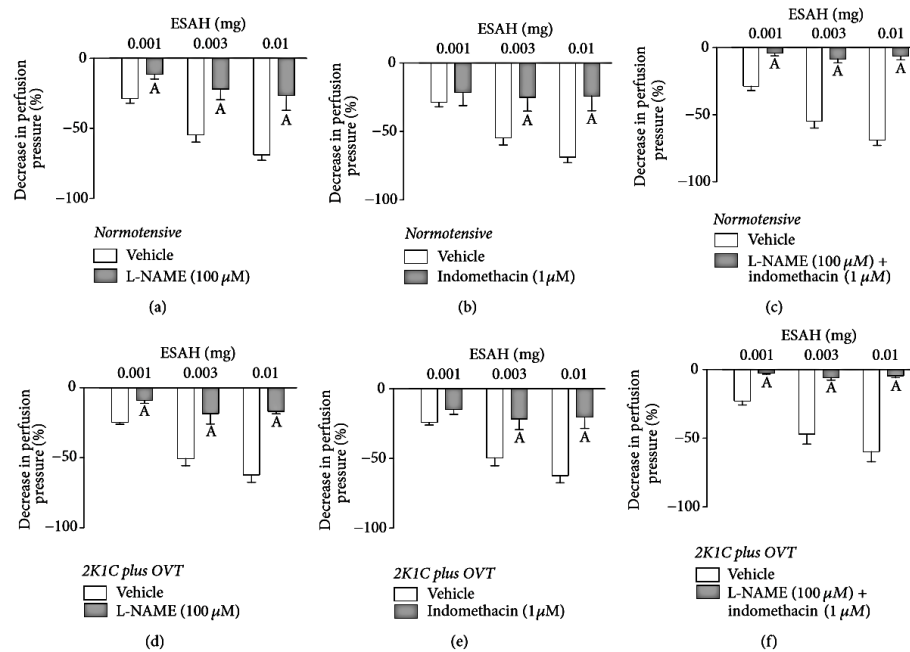 ESAH (mg)
0.001 0.003 0.01
0
−50
−100
Decrease in perfusion
pressure (%)
A A A
Normotensive
Vehicle
L-NAME (100 μM)
(a)
ESAH (mg)
0.001 0.003 0.01
0
−50
−100
Decrease in perfusion
pressure (%)
A A
Normotensive
Vehicle
Indomethacin (1μM)
(b)
ESAH (mg)
0.001 0.003 0.01
0
−50
−100
Decrease in perfusion
pressure (%)
A A A
Normotensive
Vehicle
L-NAME (100 μM) +
indomethacin (1 μM)
(c)
ESAH (mg)
0.001 0.003 0.01
0
−50
−100
Decrease in perfusion
pressure (%)
A A A
2K1C plus OVT
Vehicle
L-NAME (100 μM)
(d)
ESAH (mg)
0.001 0.003 0.01
0
−50
−100
Decrease in perfusion
pressure (%)
A A
2K1C plus OVT
Vehicle
Indomethacin (1μM)
(e)
ESAH (mg)
0.001 0.003 0.01
0
−50
−100
Decrease in perfusion
pressure (%)
A A A
2K1C plus OVT
Vehicle
L-NAME (100 μM) +
indomethacin (1 μM)
(f)